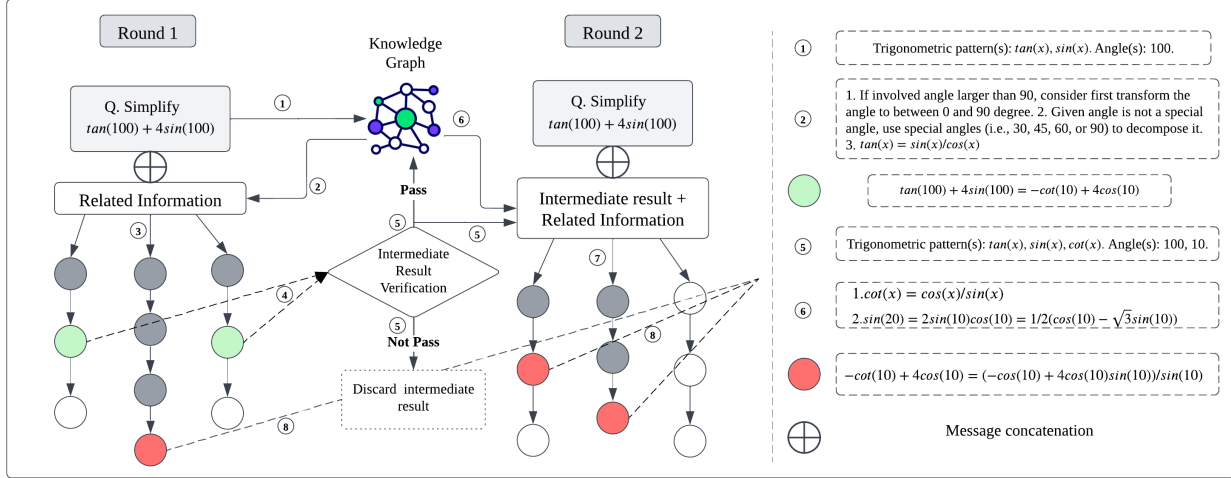 Round 1
Knowledge
Graph
Round 2
Q. Simplify
tan(100) + 4sin(100)
1
6
Q. Simplify
tan(100) + 4sin(100)
2
Related Information
Pass
Intermediate result +
Related Information
3
5
5
Intermediate
Result
Verification
4
7
5
Not Pass
Discard intermediate
result
8
8
1
Trigonometric pattern(s): tan(x), sin(x). Angle(s): 100.
2
1. If involved angle larger than 90, consider first transform the
angle to between 0 and 90 degree. 2. Given angle is not a special
angle, use special angles (i.e., 30, 45, 60, or 90) to decompose it.
3. tan(x) = sin(x)/cos(x)
tan(100) + 4sin(100) = −cot(10) + 4cos(10)
5
Trigonometric pattern(s): tan(x), sin(x), cot(x). Angle(s): 100, 10.
6
1.cot(x) = cos(x)/sin(x)
2.sin(20) = 2sin(10)cos(10) = 1/2(cos(10) − √3sin(10))
−cot(10) + 4cos(10) = (−cos(10) + 4cos(10)sin(10))/sin(10)
Message concatenation